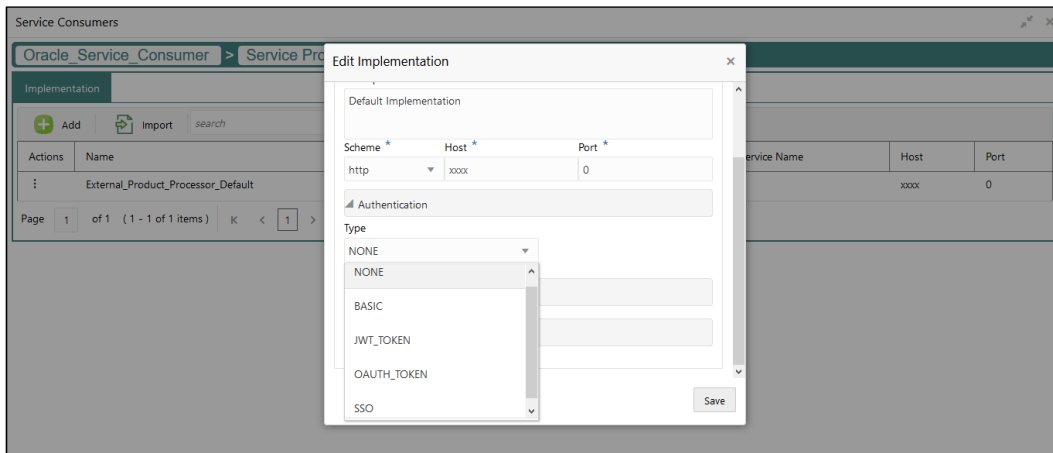 Service Consumers
Oracle_Service_Consumer > Service Pro
Implementation
Add Import search
Actions Name ervice Name Host Port
External_Product_Processor_Default xxxx 0
Page 1 of 1 (1 - 1 of 1 items) K < 1 >
Edit Implementation ×
Default Implementation
Scheme * Host * Port *
http xxxx 0
Authentication
Type
NONE
NONE
BASIC
JWT_TOKEN
OAUTH_TOKEN
SSO
Save